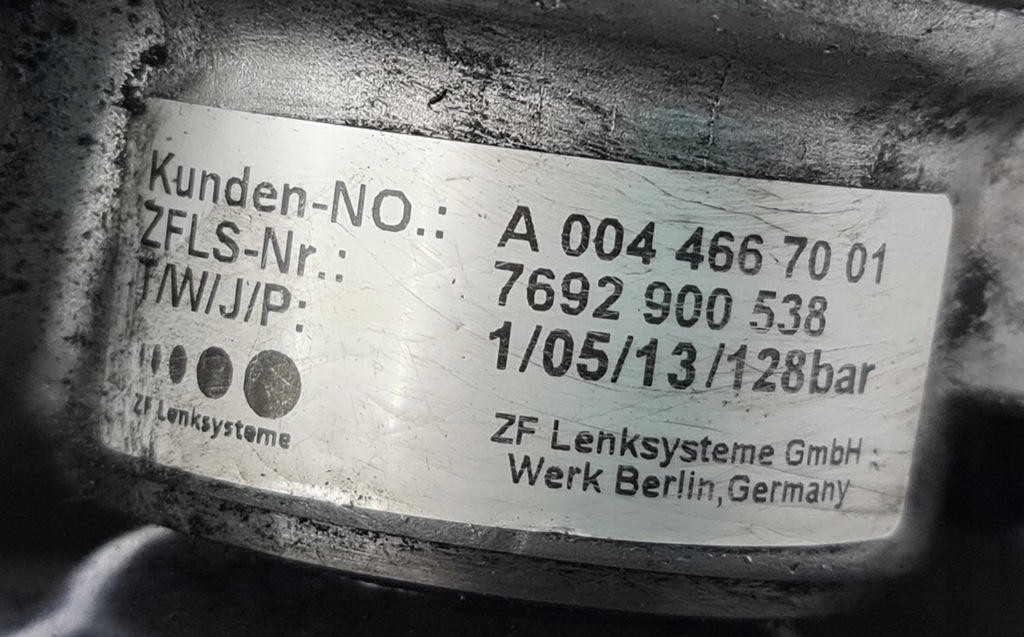 Kunden-NO.: A 004 466 70 01
ZFLS-Nr.: 7692 900 538
T/W/J/P: 1/05/13/128bar
ZF Lenksysteme
ZF Lenksysteme GmbH
Werk Berlin, Germany